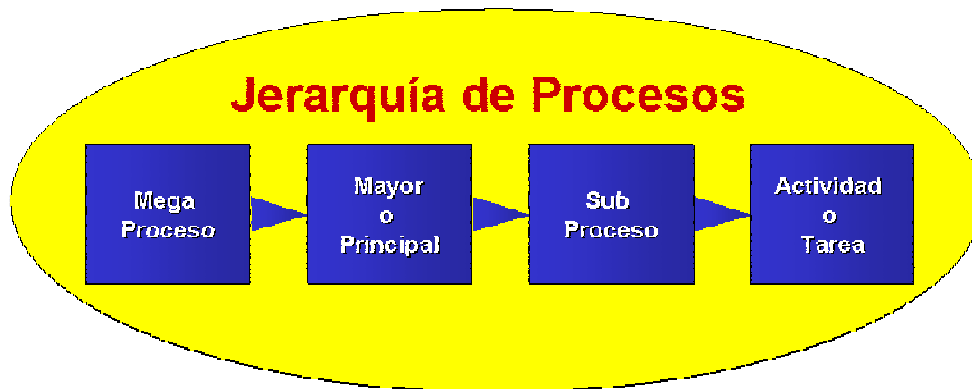 Jerarquía de Procesos
Mega
Proceso
Mayor
o
Principal
Sub
Proceso
Actividad
o
Tarea